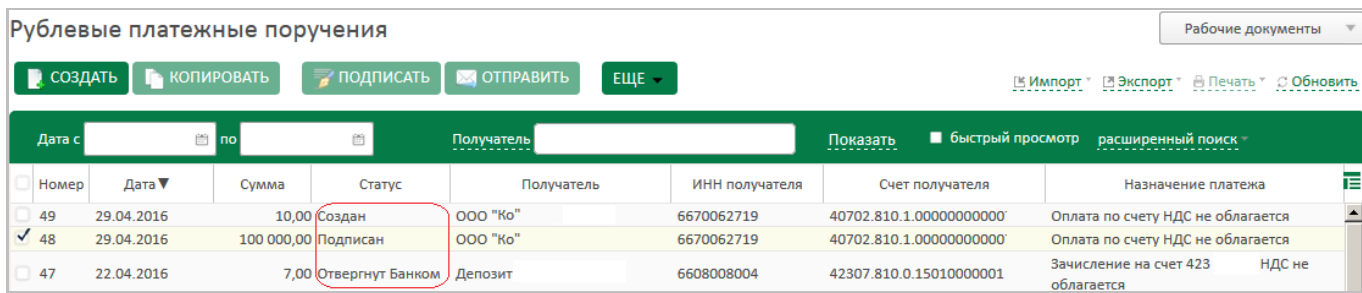 Рублевые платежные поручения Рабочие документы
СОЗДАТЬ КОПИРОВАТЬ ПОДПИСАТЬ ОТПРАВИТЬ ЕЩЕ Импорт Экспорт Печать Обновить
Дата с по Получатель Показать быстрый просмотр расширенный поиск
Номер Дата▼ Сумма Статус Получатель ИНН получателя Счет получателя Назначение платежа
49 29.04.2016 10,00 Создан ООО "Ко" 6670062719 40702.810.1.00000000000 Оплата по счету НДС не облагается
48 29.04.2016 100 000,00 Подписан ООО "Ко" 6670062719 40702.810.1.00000000000 Оплата по счету НДС не облагается
47 22.04.2016 7,00 Отвергнут Банком Депозит 6608008004 42307.810.0.15010000001 Зачисление на счет 423 НДС не
облагается